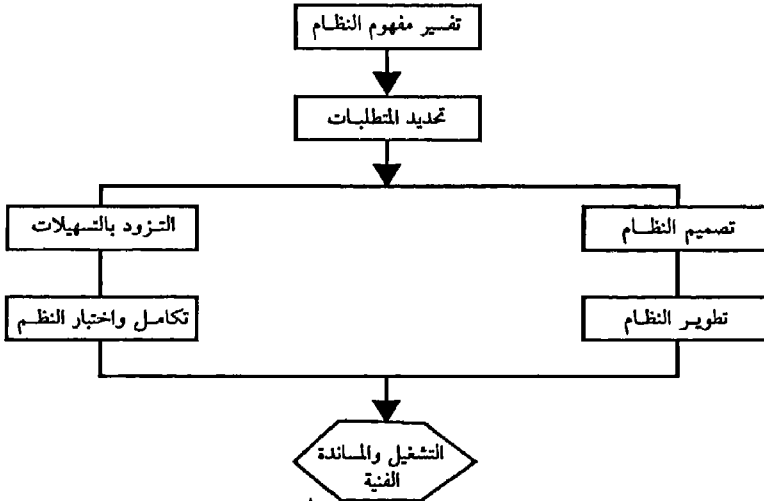 تفسير مفهوم النظام
تحديد المتطلبات
تصميم النظام
التزود بالتسهيلات
تطوير النظام
تكامل واختبار النظم
التشغيل والمساندة
الفنية